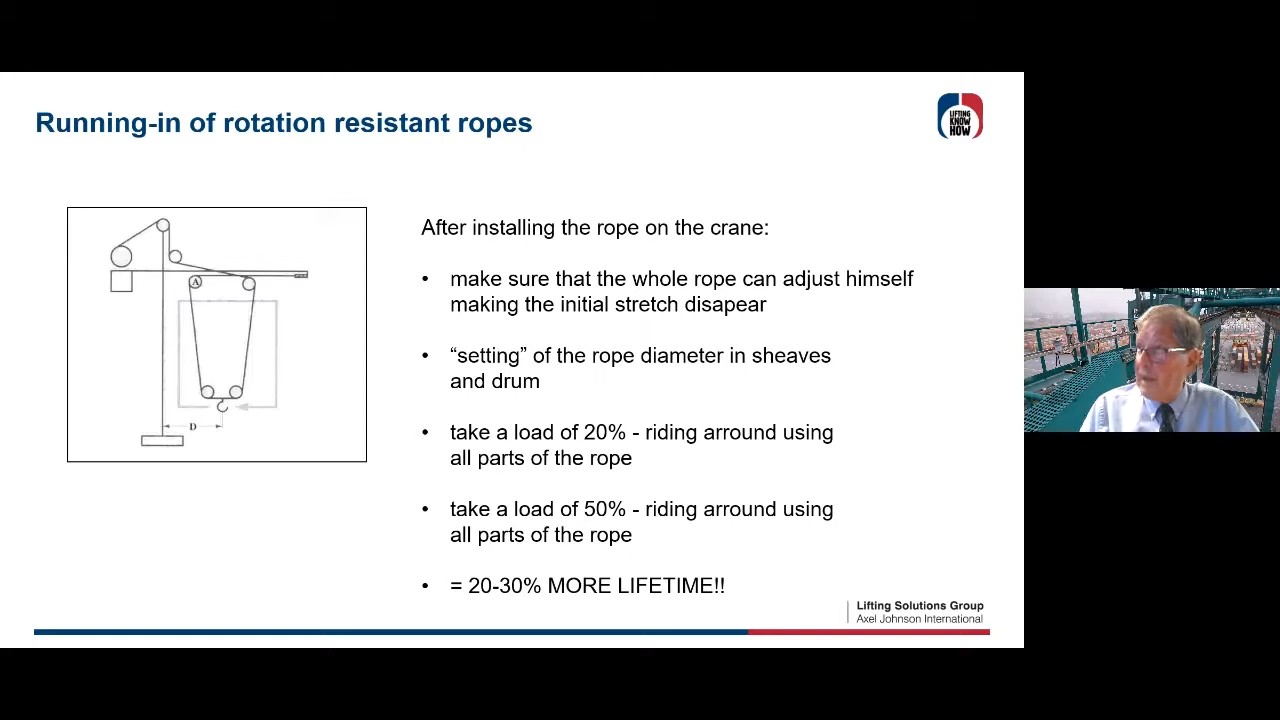 Running-in of rotation resistant ropes
LIFTING
KNOW
HOW
A
D
After installing the rope on the crane:
• make sure that the whole rope can adjust himself
making the initial stretch disapear
• “setting” of the rope diameter in sheaves
and drum
• take a load of 20% - riding arround using
all parts of the rope
• take a load of 50% - riding arround using
all parts of the rope
• = 20-30% MORE LIFETIME!!
Lifting Solutions Group
Axel Johnson International